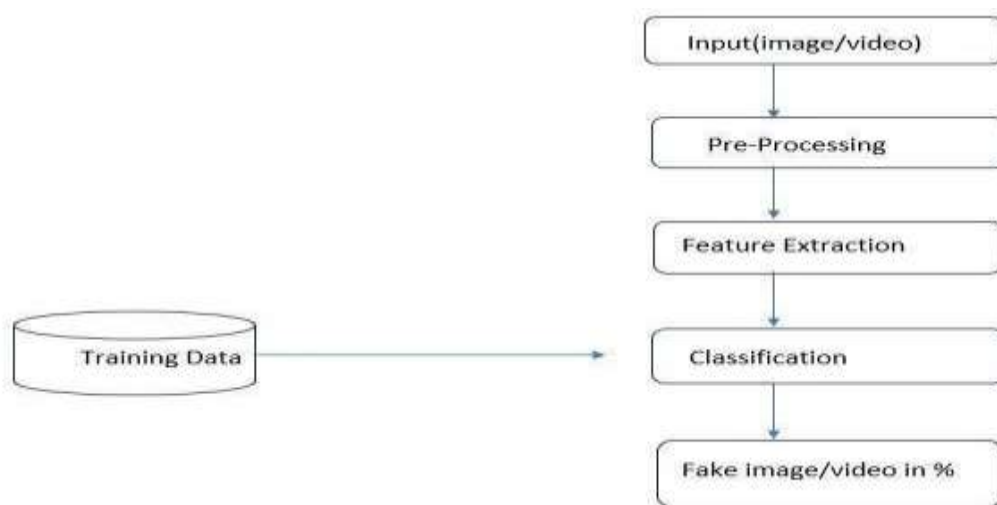 Input(image/video)
Pre-Processing
Feature Extraction
Training Data
Classification
Fake image/video in %